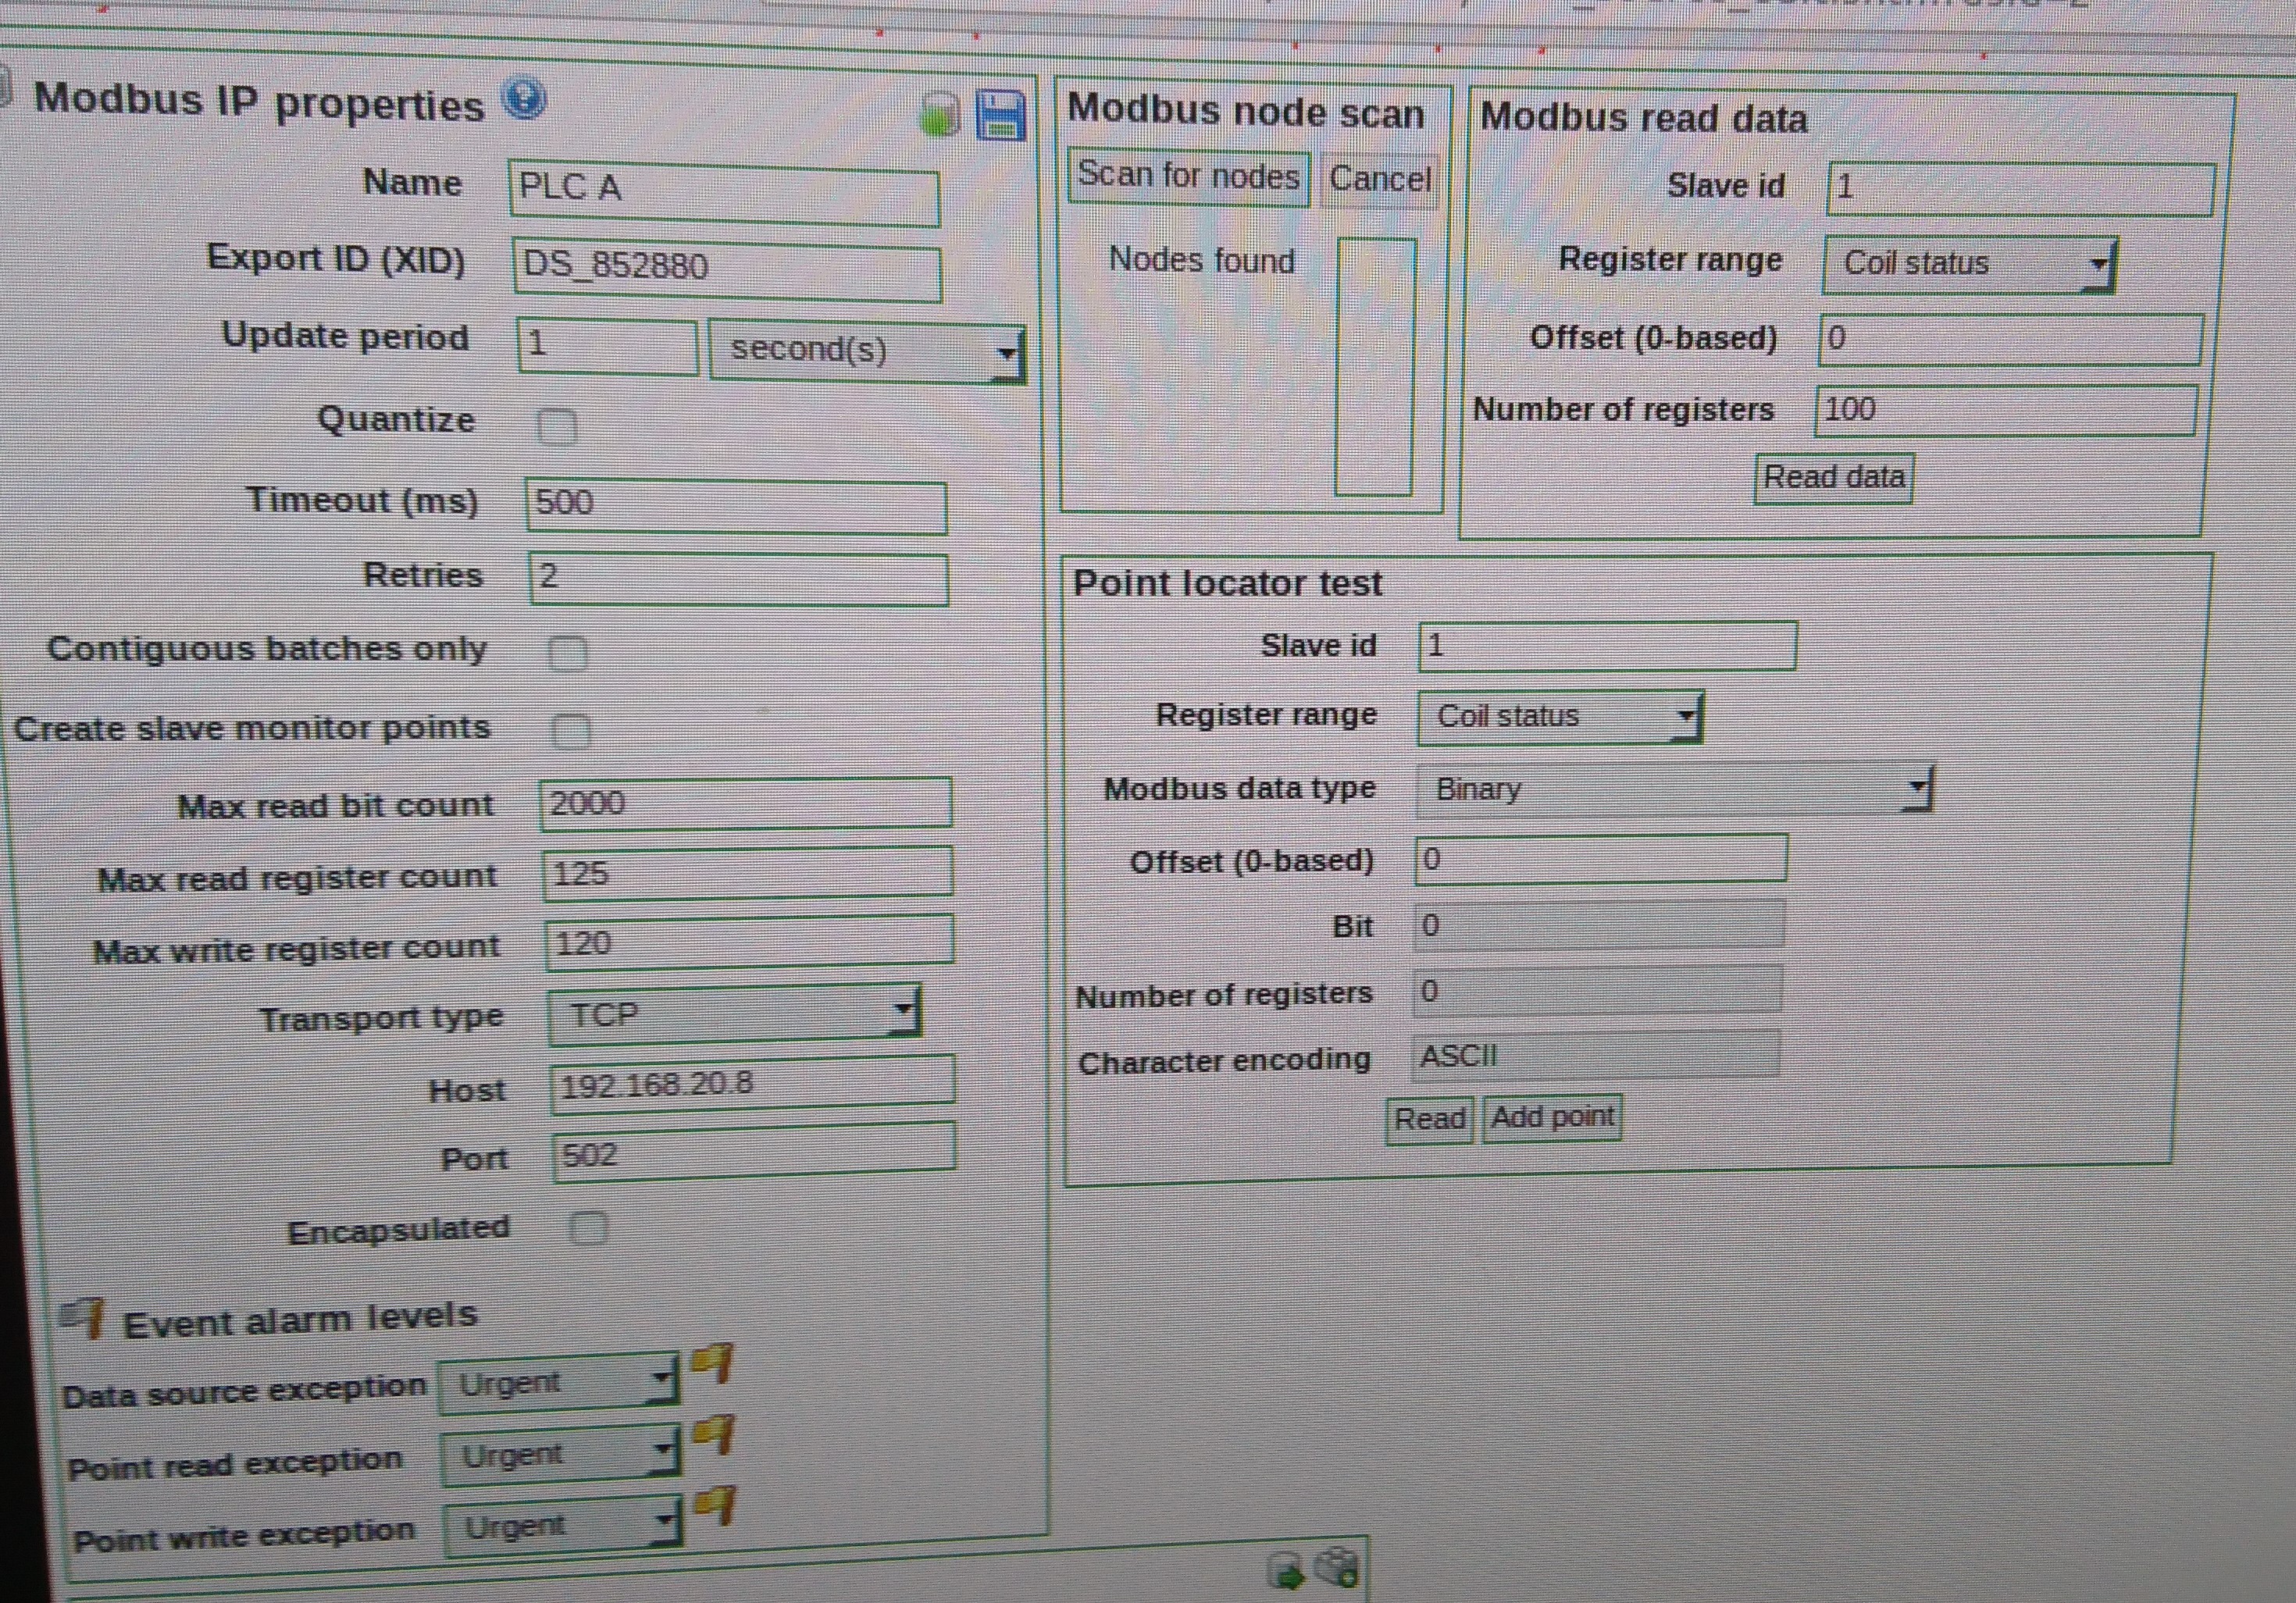 Modbus IP properties
Name PLC A
Export ID (XID) DS_852880
Update period 1 second(s)
Quantize
Timeout (ms) 500
Retries 2
Contiguous batches only
Create slave monitor points
Max read bit count 2000
Max read register count 125
Max write register count 120
Transport type TCP
Host 192.168.20.8
Port 502
Encapsulated
Event alarm levels
Data source exception Urgent
Point read exception Urgent
Point write exception Urgent
Modbus node scan
Scan for nodes Cancel
Nodes found
Modbus read data
Slave id 1
Register range Coil status
Offset (0-based) 0
Number of registers 100
Read data
Point locator test
Slave id 1
Register range Coil status
Modbus data type Binary
Offset (0-based) 0
Bit 0
Number of registers 0
Character encoding ASCII
Read Add point